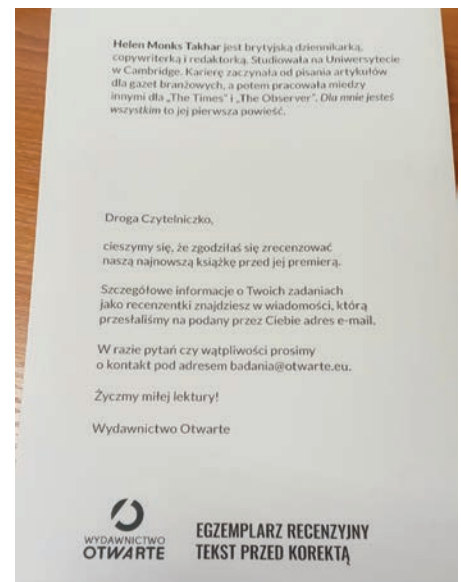 Helen Monks Takhar jest brytyjską dziennikarką,
copywriterką i redaktorką. Studiowała na Uniwersytecie
w Cambridge. Karierę zaczynała od pisania artykułów
dla gazet branżowych, a potem pracowała miedzy
innymi dla „The Times" i „The Observer". Dla mnie jesteś
wszystkim to jej pierwsza powieść.
Droga Czytelniczko,
cieszymy się, że zgodziłaś się zrecenzować
naszą najnowszą książkę przed jej premierą.
Szczegółowe informacje o Twoich zadaniach
jako recenzentki znajdziesz w wiadomości, którą
przesłaliśmy na podany przez Ciebie adres e-mail.
W razie pytań czy wątpliwości prosimy
o kontakt pod adresem badania@otwarte.eu.
Życzmy miłej lektury!
Wydawnictwo Otwarte
WYDAWNICTWO
OTWARTE
EGZEMPLARZ RECENZYJNY
TEKST PRZED KOREKTĄ